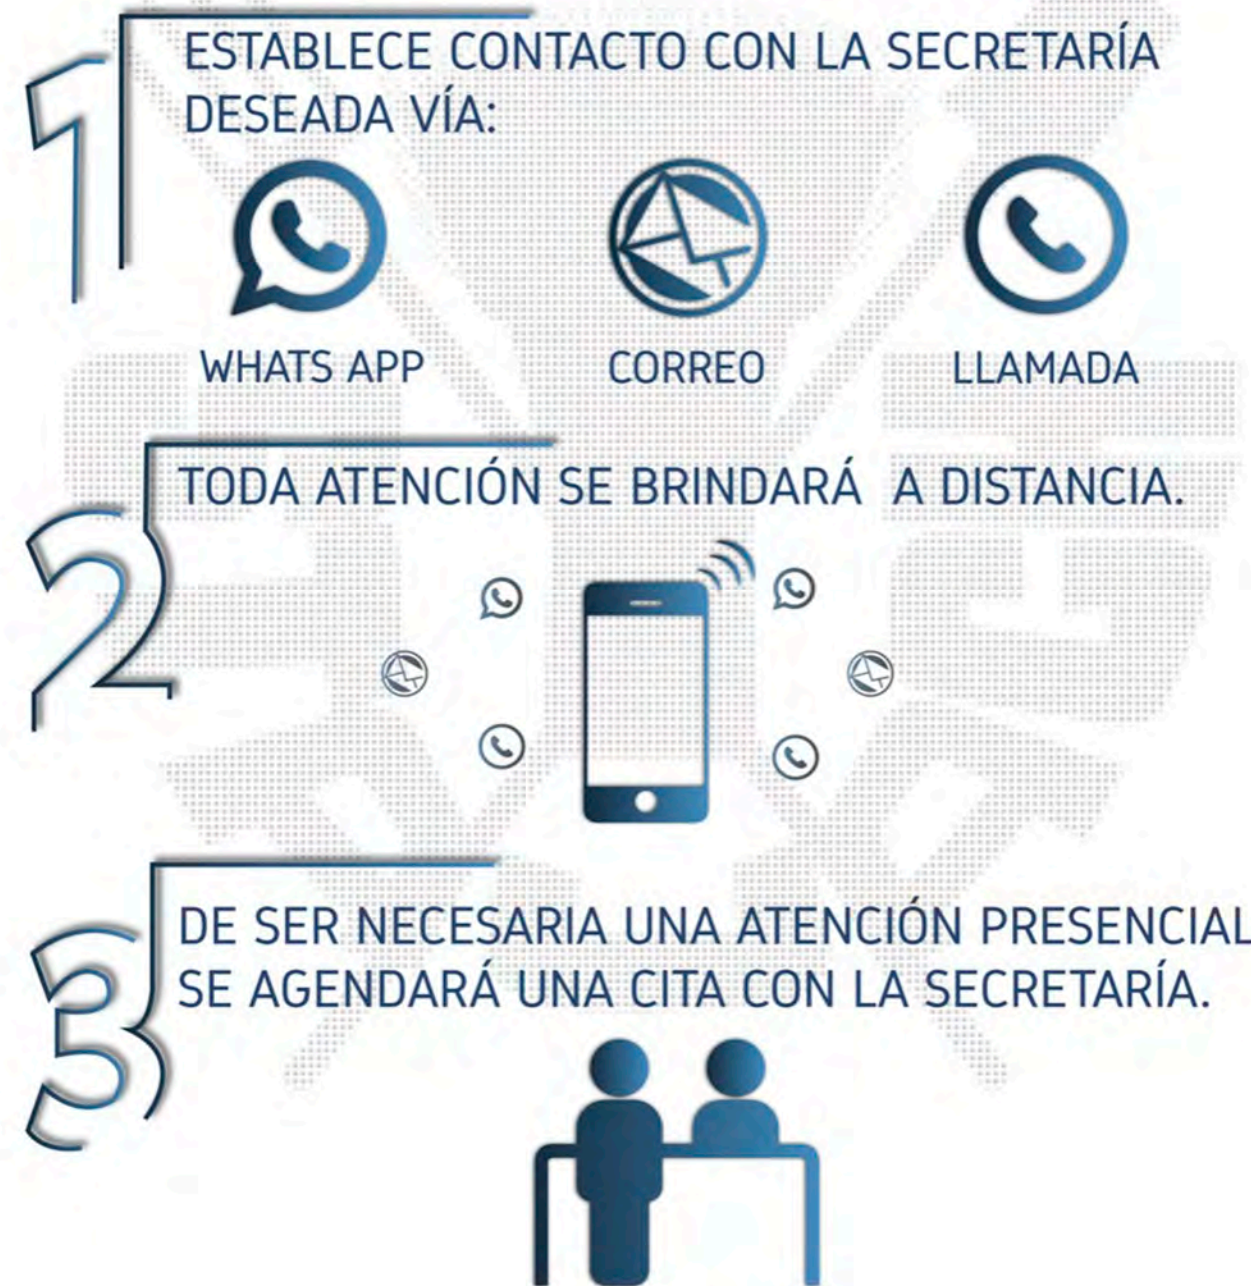 1
ESTABLECE CONTACTO CON LA SECRETARÍA
DESEADA VÍA:
WHATS APP
CORREO
LLAMADA
2
TODA ATENCIÓN SE BRINDARÁ A DISTANCIA.
3
DE SER NECESARIA UNA ATENCIÓN PRESENCIAL
SE AGENDARÁ UNA CITA CON LA SECRETARÍA.